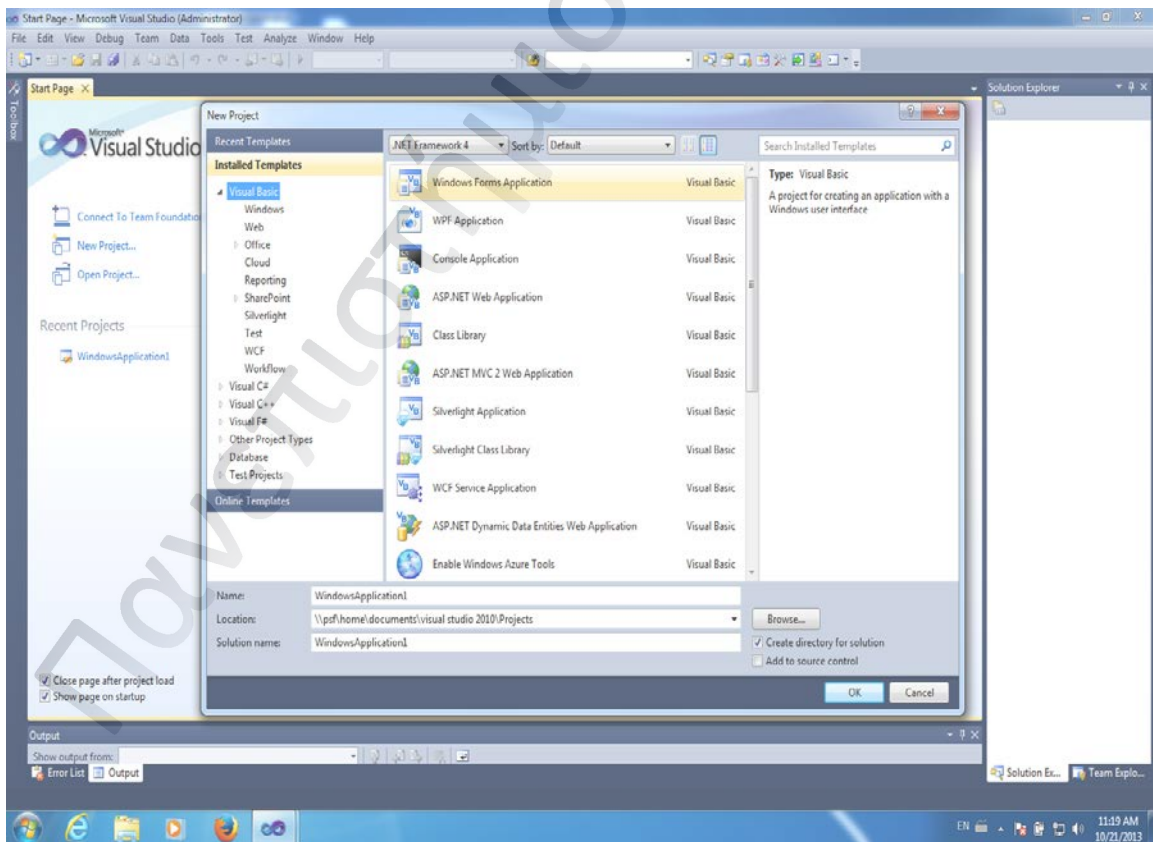 Start Page - Microsoft Visual Studio (Administrator)
File Edit View Debug Team Data Tools Test Analyze Window Help
Toolbox
Start Page
Solution Explorer
Microsoft®
Visual Studio
Connect To Team Foundatio
New Project...
Open Project...
Recent Projects
WindowsApplication1
Close page after project load
Show page on startup
New Project
Recent Templates
Installed Templates
Visual Basic
Windows
Web
Office
Cloud
Reporting
SharePoint
Silverlight
Test
WCF
Workflow
Visual C#
Visual C++
Visual F#
Other Project Types
Database
Test Projects
Online Templates
.NET Framework 4 Sort by: Default
Search Installed Templates
Windows Forms Application Visual Basic
WPF Application Visual Basic
Console Application Visual Basic
ASP.NET Web Application Visual Basic
Class Library Visual Basic
ASP.NET MVC 2 Web Application Visual Basic
Silverlight Application Visual Basic
Silverlight Class Library Visual Basic
WCF Service Application Visual Basic
ASP.NET Dynamic Data Entities Web Application Visual Basic
Enable Windows Azure Tools Visual Basic
Type: Visual Basic
A project for creating an application with a
Windows user interface
Name: WindowsApplication1
Location: \\psf\home\documents\visual studio 2010\Projects
Browse...
Solution name: WindowsApplication1
Create directory for solution
Add to source control
OK Cancel
Output
Show output from:
Error List Output
Solution Ex... Team Explo...
EN
11:19 AM
10/21/2013